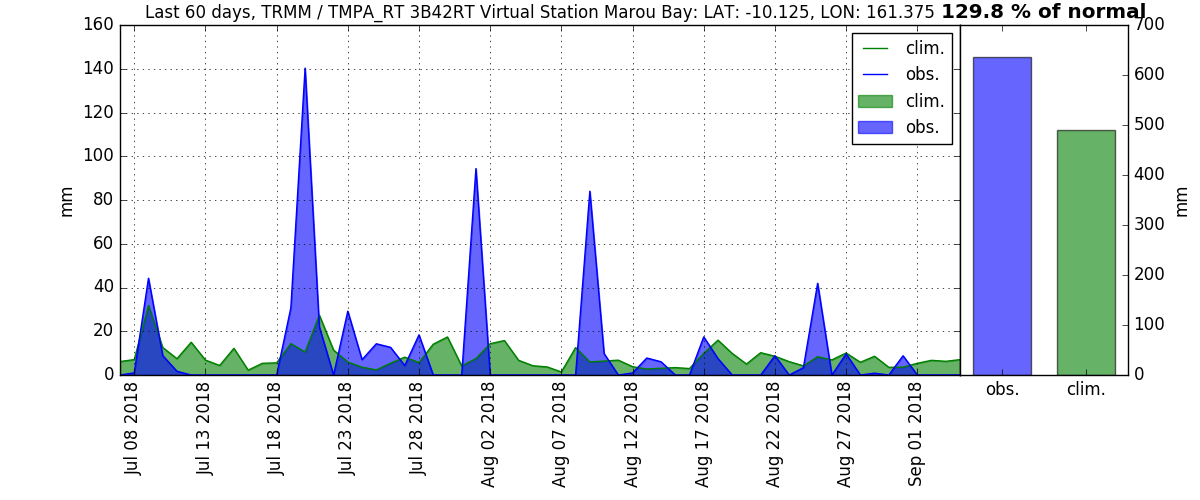 Last 60 days, TRMM / TMPA_RT 3B42RT Virtual Station Marou Bay: LAT: -10.125, LON: 161.375 129.8 % of normal
160
140
120
100
80
60
40
20
0
mm
clim.
obs.
clim.
obs.
Jul 08 2018
Jul 13 2018
Jul 18 2018
Jul 23 2018
Jul 28 2018
Aug 02 2018
Aug 07 2018
Aug 12 2018
Aug 17 2018
Aug 22 2018
Aug 27 2018
Sep 01 2018
700
600
500
400
300
200
100
0
mm
obs. clim.